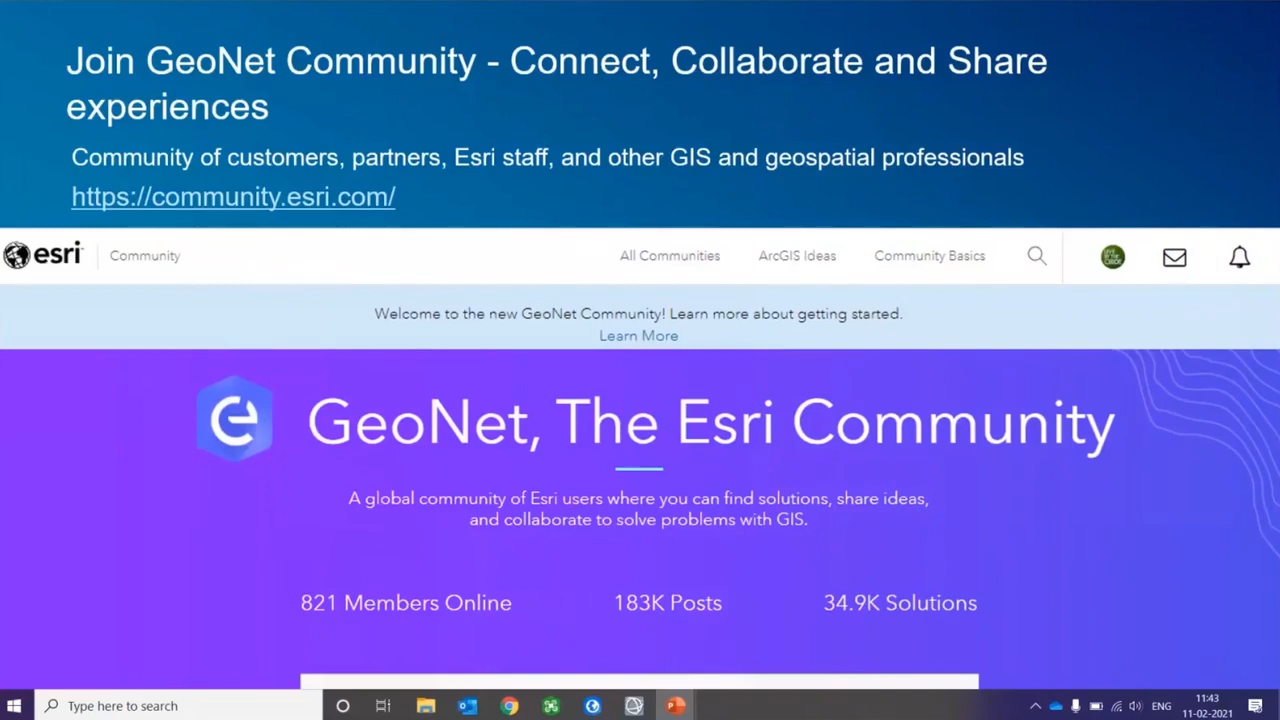 Join GeoNet Community - Connect, Collaborate and Share
experiences
Community of customers, partners, Esri staff, and other GIS and geospatial professionals
https://community.esri.com/
esri Community All Communities ArcGIS Ideas Community Basics
Welcome to the new GeoNet Community! Learn more about getting started.
Learn More
GeoNet, The Esri Community
A global community of Esri users where you can find solutions, share ideas,
and collaborate to solve problems with GIS.
821 Members Online 183K Posts 34.9K Solutions
Type here to search
ENG
11:43
11-02-2021